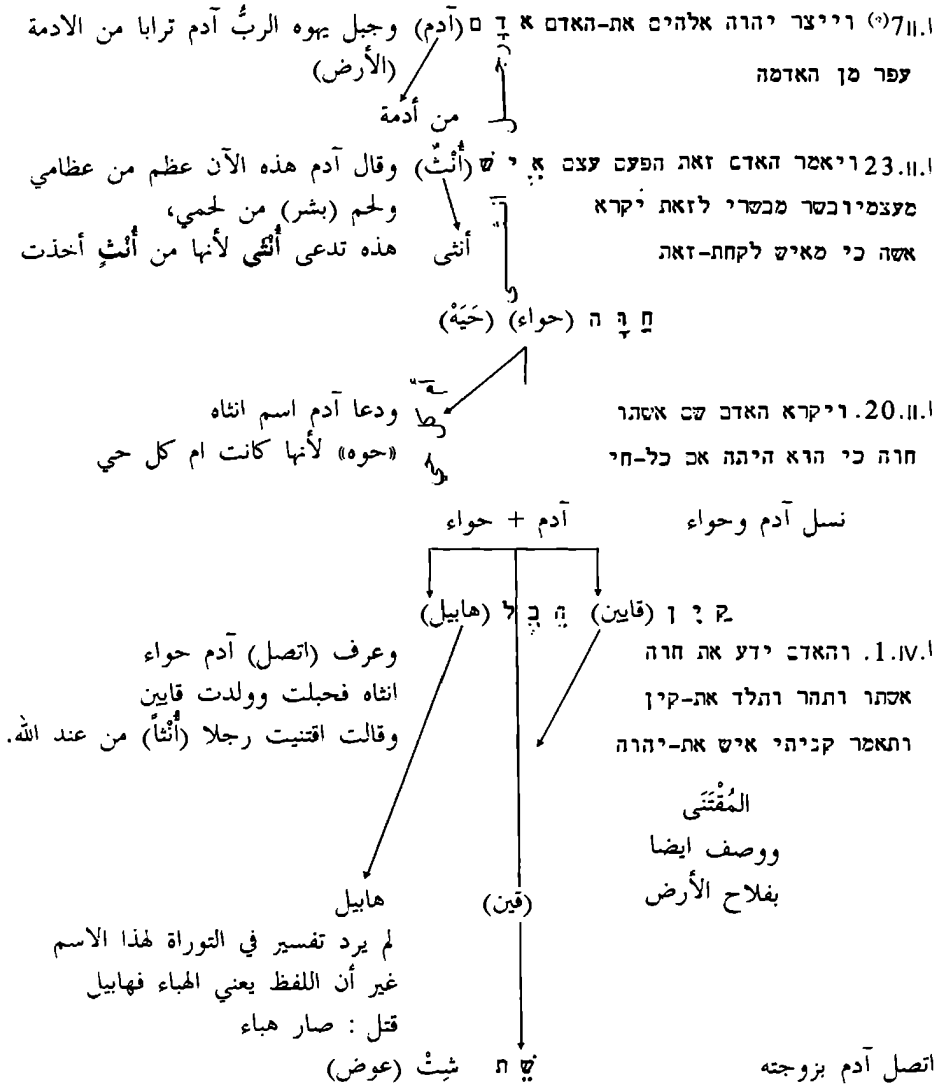 ا.II.7(٢) וייצר יהוה אלהים את-האדם אָדָם (آدم) وجبل يهوه الربُّ آدم ترابا من الادمة
עפר מן האדמה (الأرض)
من أدَمة
ا.II.23 ויאמר האדם זאת הפעם עצם אִישׁ (أُنْثٌ) وقال آدم هذه الآن عظم من عظامي
מעצמיובשר מבשרי לזאת יקרא ولحم (بشر) من لحمي،
אשה כי מאיש לקחת-זאת أنثى هذه تدعى أُنْثَي لأنها من أُنْثٍ أخذت
חַוָּה (حواء) (حَيَهْ)
ا.II.20. ויקרא האדם שם אשתו ودعا آدم اسم انثاه
חוה כי הוא היתה אם כל-חי «حوه» لأنها كانت ام كل حي
نسل آدم وحواء آدم + حواء
קַיִן (قايين) הֶבֶל (هابيل)
ا.IV.1. והאדם ידע את חוה وعرف (اتصل) آدم حواء
אשתו ותהר ותלד את-קין انثاه فحبلت وولدت قايين
ותאמר קניתי איש את-יהוה وقالت اقتنيت رجلا (أُنْثاً) من عند الله.
المُقْتَنَى
ووصف ايضا
بفلاح الأرض (قين) هابيل
لم يرد تفسير في التوراة لهذا الاسم
غير أن اللفظ يعني الهباء فهابيل
قتل : صار هباء
اتصل آدم بزوجته שֵׁת شِتْ (عوض)